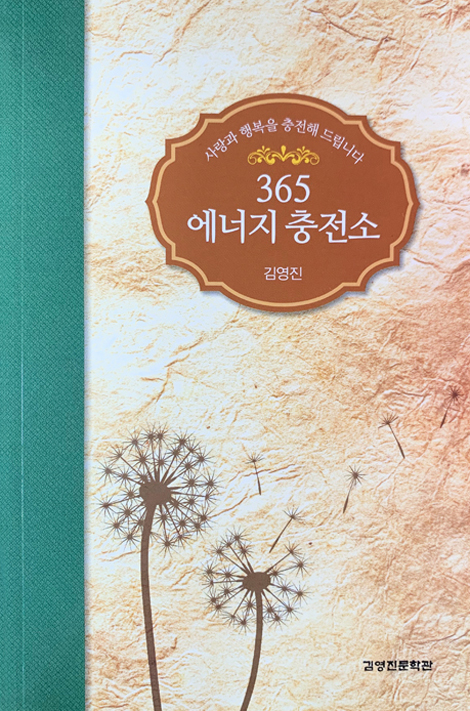 사랑과 행복을 충전해 드립니다
365
에너지 충전소
김영진
김영진문학관